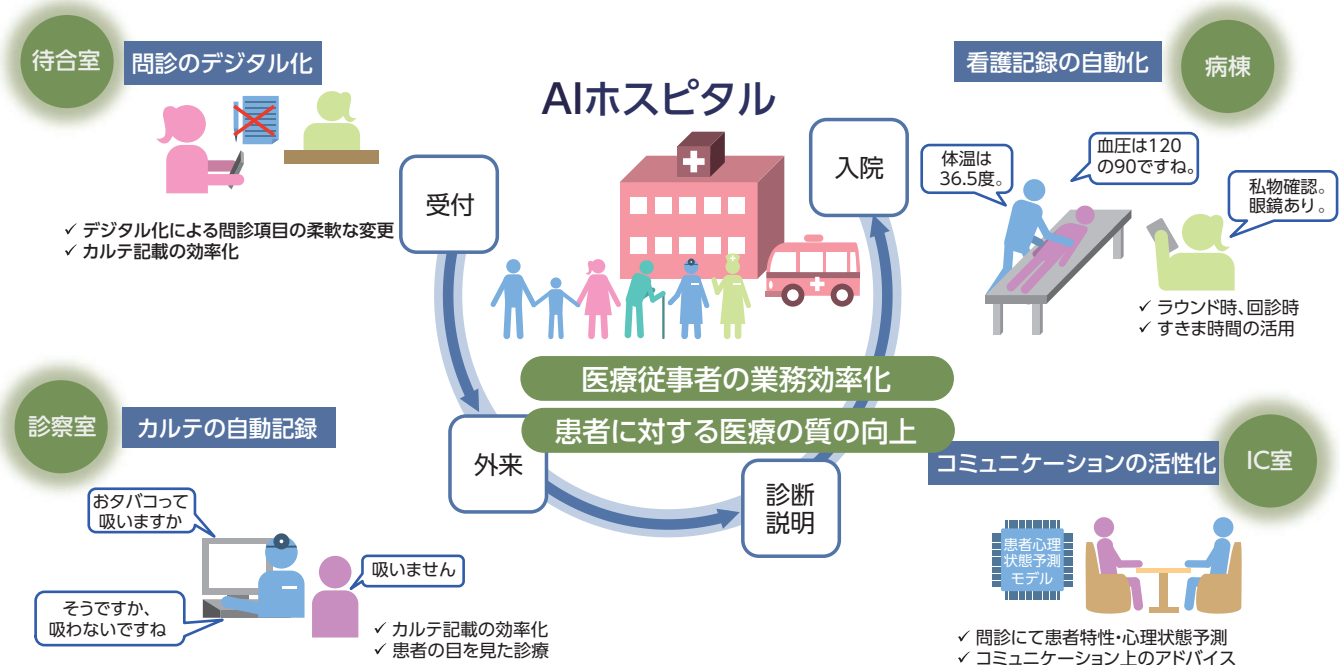 待合室
問診のデジタル化
✓ デジタル化による問診項目の柔軟な変更
✓ カルテ記載の効率化
AIホスピタル
受付
外来
診断
説明
入院
医療従事者の業務効率化
患者に対する医療の質の向上
看護記録の自動化
病棟
体温は
36.5度。
血圧は120
の90ですね。
私物確認。
眼鏡あり。
✓ ラウンド時、回診時
✓ すきま時間の活用
診察室
カルテの自動記録
おタバコって
吸いますか
吸いません
そうですか、
吸わないですね
✓ カルテ記載の効率化
✓ 患者の目を見た診療
コミュニケーションの活性化
IC室
患者心理
状態予測
モデル
✓ 問診にて患者特性・心理状態予測
✓ コミュニケーション上のアドバイス